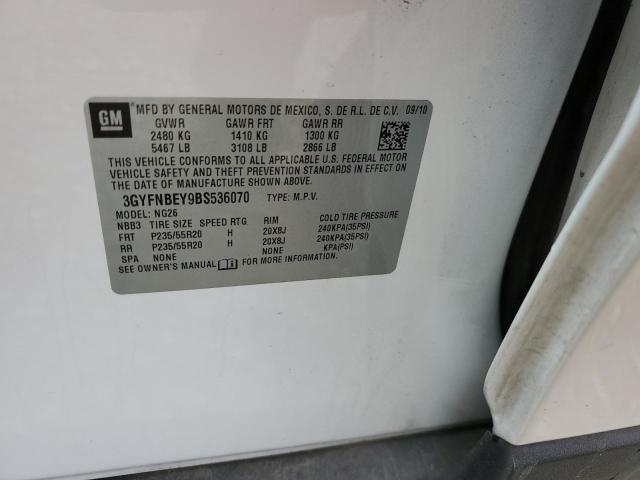 GM
MFD BY GENERAL MOTORS DE MEXICO, S. DE R.L. DE C.V. 09/10
GVWR GAWR FRT GAWR RR
2480 KG 1410 KG 1300 KG
5467 LB 3108 LB 2866 LB
THIS VEHICLE CONFORMS TO ALL APPLICABLE U.S. FEDERAL MOTOR
VEHICLE SAFETY AND THEFT PREVENTION STANDARDS IN EFFECT ON THE
DATE OF MANUFACTURE SHOWN ABOVE.
3GYFNBEY9BS536070 TYPE: M.P.V.
MODEL: NG26
NBB3 TIRE SIZE SPEED RTG RIM COLD TIRE PRESSURE
FRT P235/55R20 H 20X8J 240KPA(35PSI)
RR P235/55R20 H 20X8J 240KPA(35PSI)
SPA NONE NONE KPA(PSI)
SEE OWNER'S MANUAL FOR MORE INFORMATION.